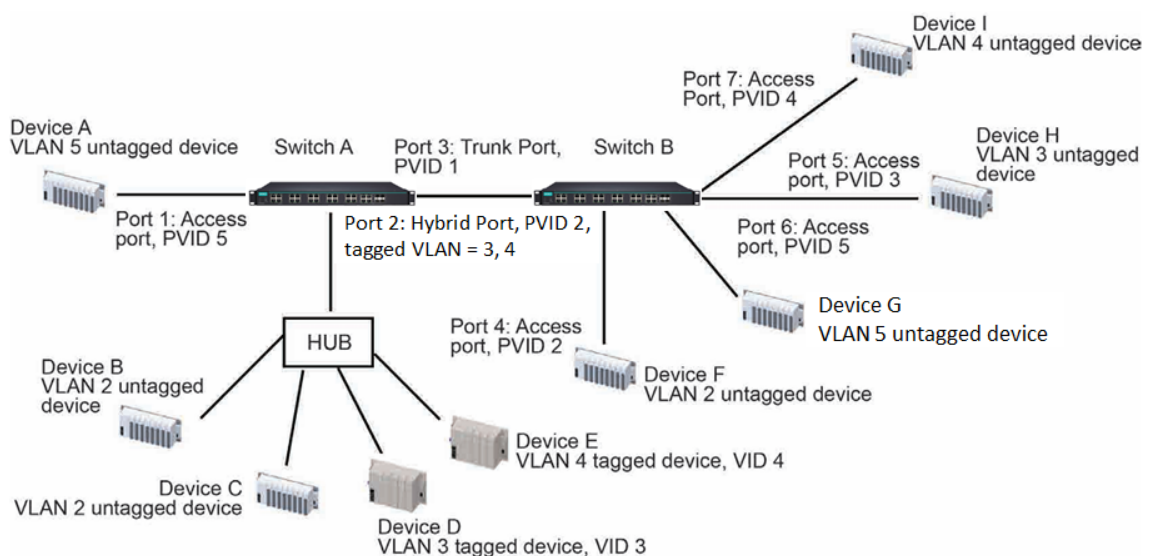 Device I
VLAN 4 untagged device
Port 7: Access
Port, PVID 4
Device A
VLAN 5 untagged device
Switch A
Port 3: Trunk Port,
PVID 1
Switch B
Device H
VLAN 3 untagged
device
Port 5: Access
port, PVID 3
Port 1: Access
port, PVID 5
Port 2: Hybrid Port, PVID 2,
tagged VLAN = 3, 4
Port 6: Access
port, PVID 5
Device G
VLAN 5 untagged device
HUB
Port 4: Access
port, PVID 2
Device B
VLAN 2 untagged
device
Device F
VLAN 2 untagged device
Device E
VLAN 4 tagged device, VID 4
Device C
VLAN 2 untagged device
Device D
VLAN 3 tagged device, VID 3